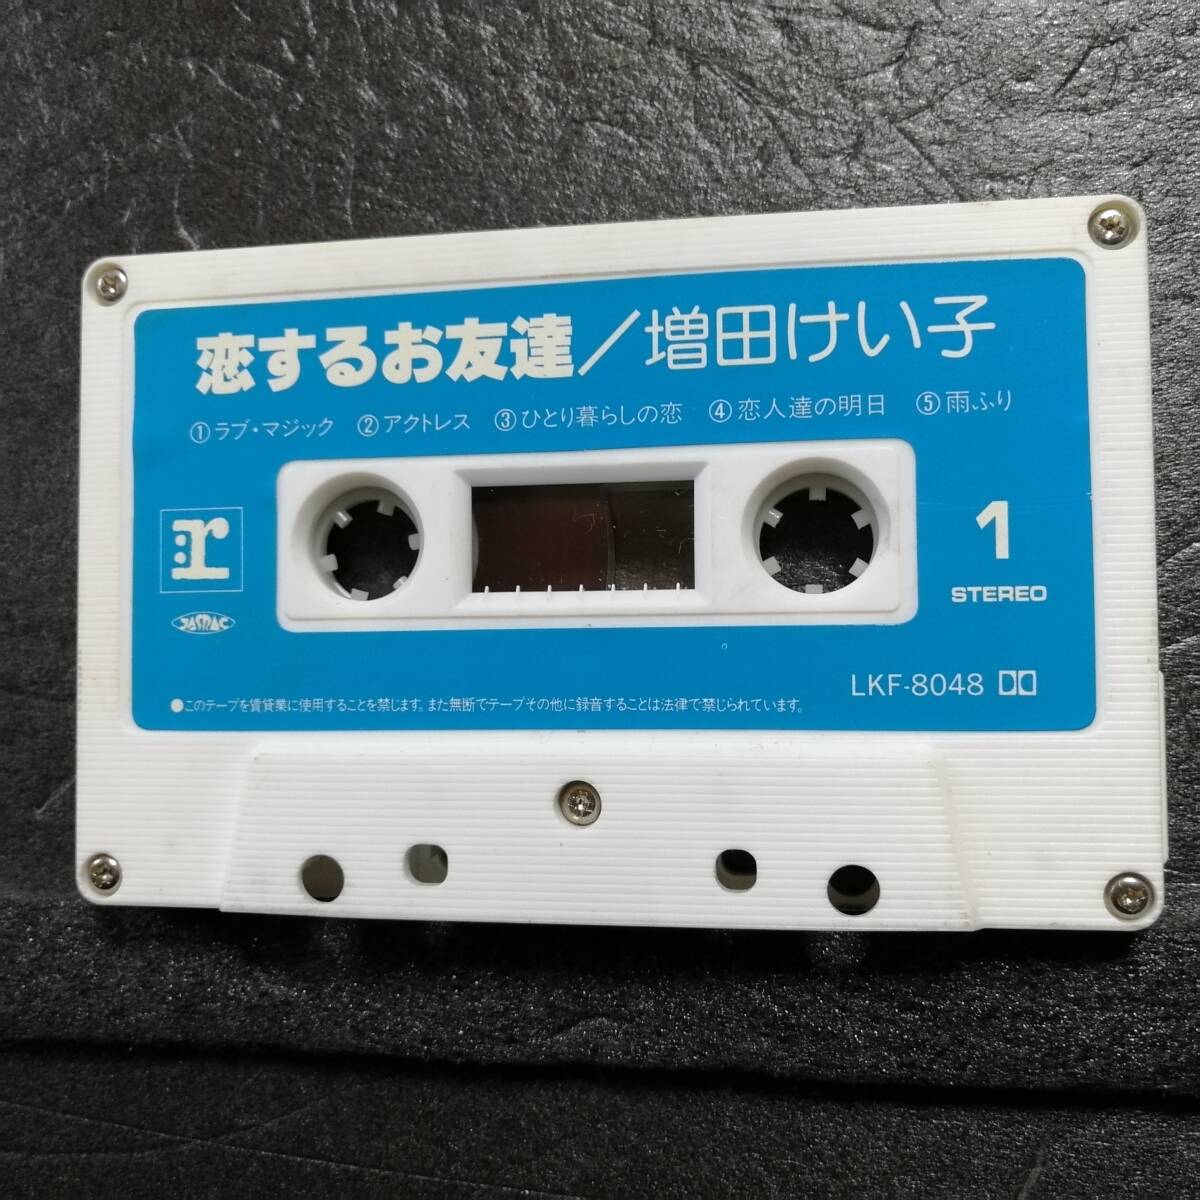 恋するお友達／増田けい子
①ラブ・マジック ②アクトレス ③ひとり暮らしの恋 ④恋人達の明日 ⑤雨ふり
:r
1
STEREO
JASRAC
LKF-8048
●このテープを賃貸業に使用することを禁じます。また無断でテープその他に録音することは法律で禁じられています。